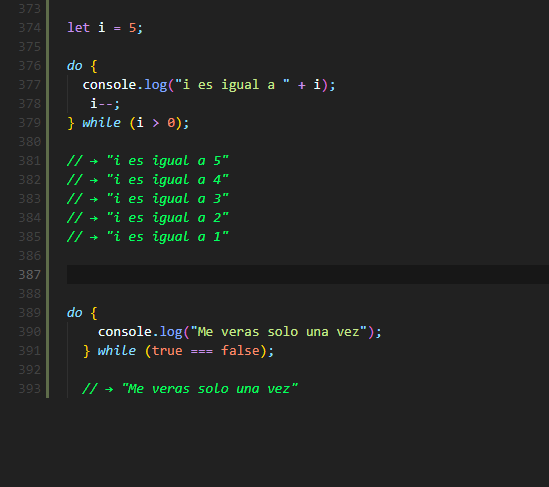 373
374 let i = 5;
375
376 do {
377 console.log("i es igual a " + i);
378 i--;
379 } while (i > 0);
380
381 // → "i es igual a 5"
382 // → "i es igual a 4"
383 // → "i es igual a 3"
384 // → "i es igual a 2"
385 // → "i es igual a 1"
386
387
388
389 do {
390 console.log("Me veras solo una vez");
391 } while (true === false);
392
393 // → "Me veras solo una vez"